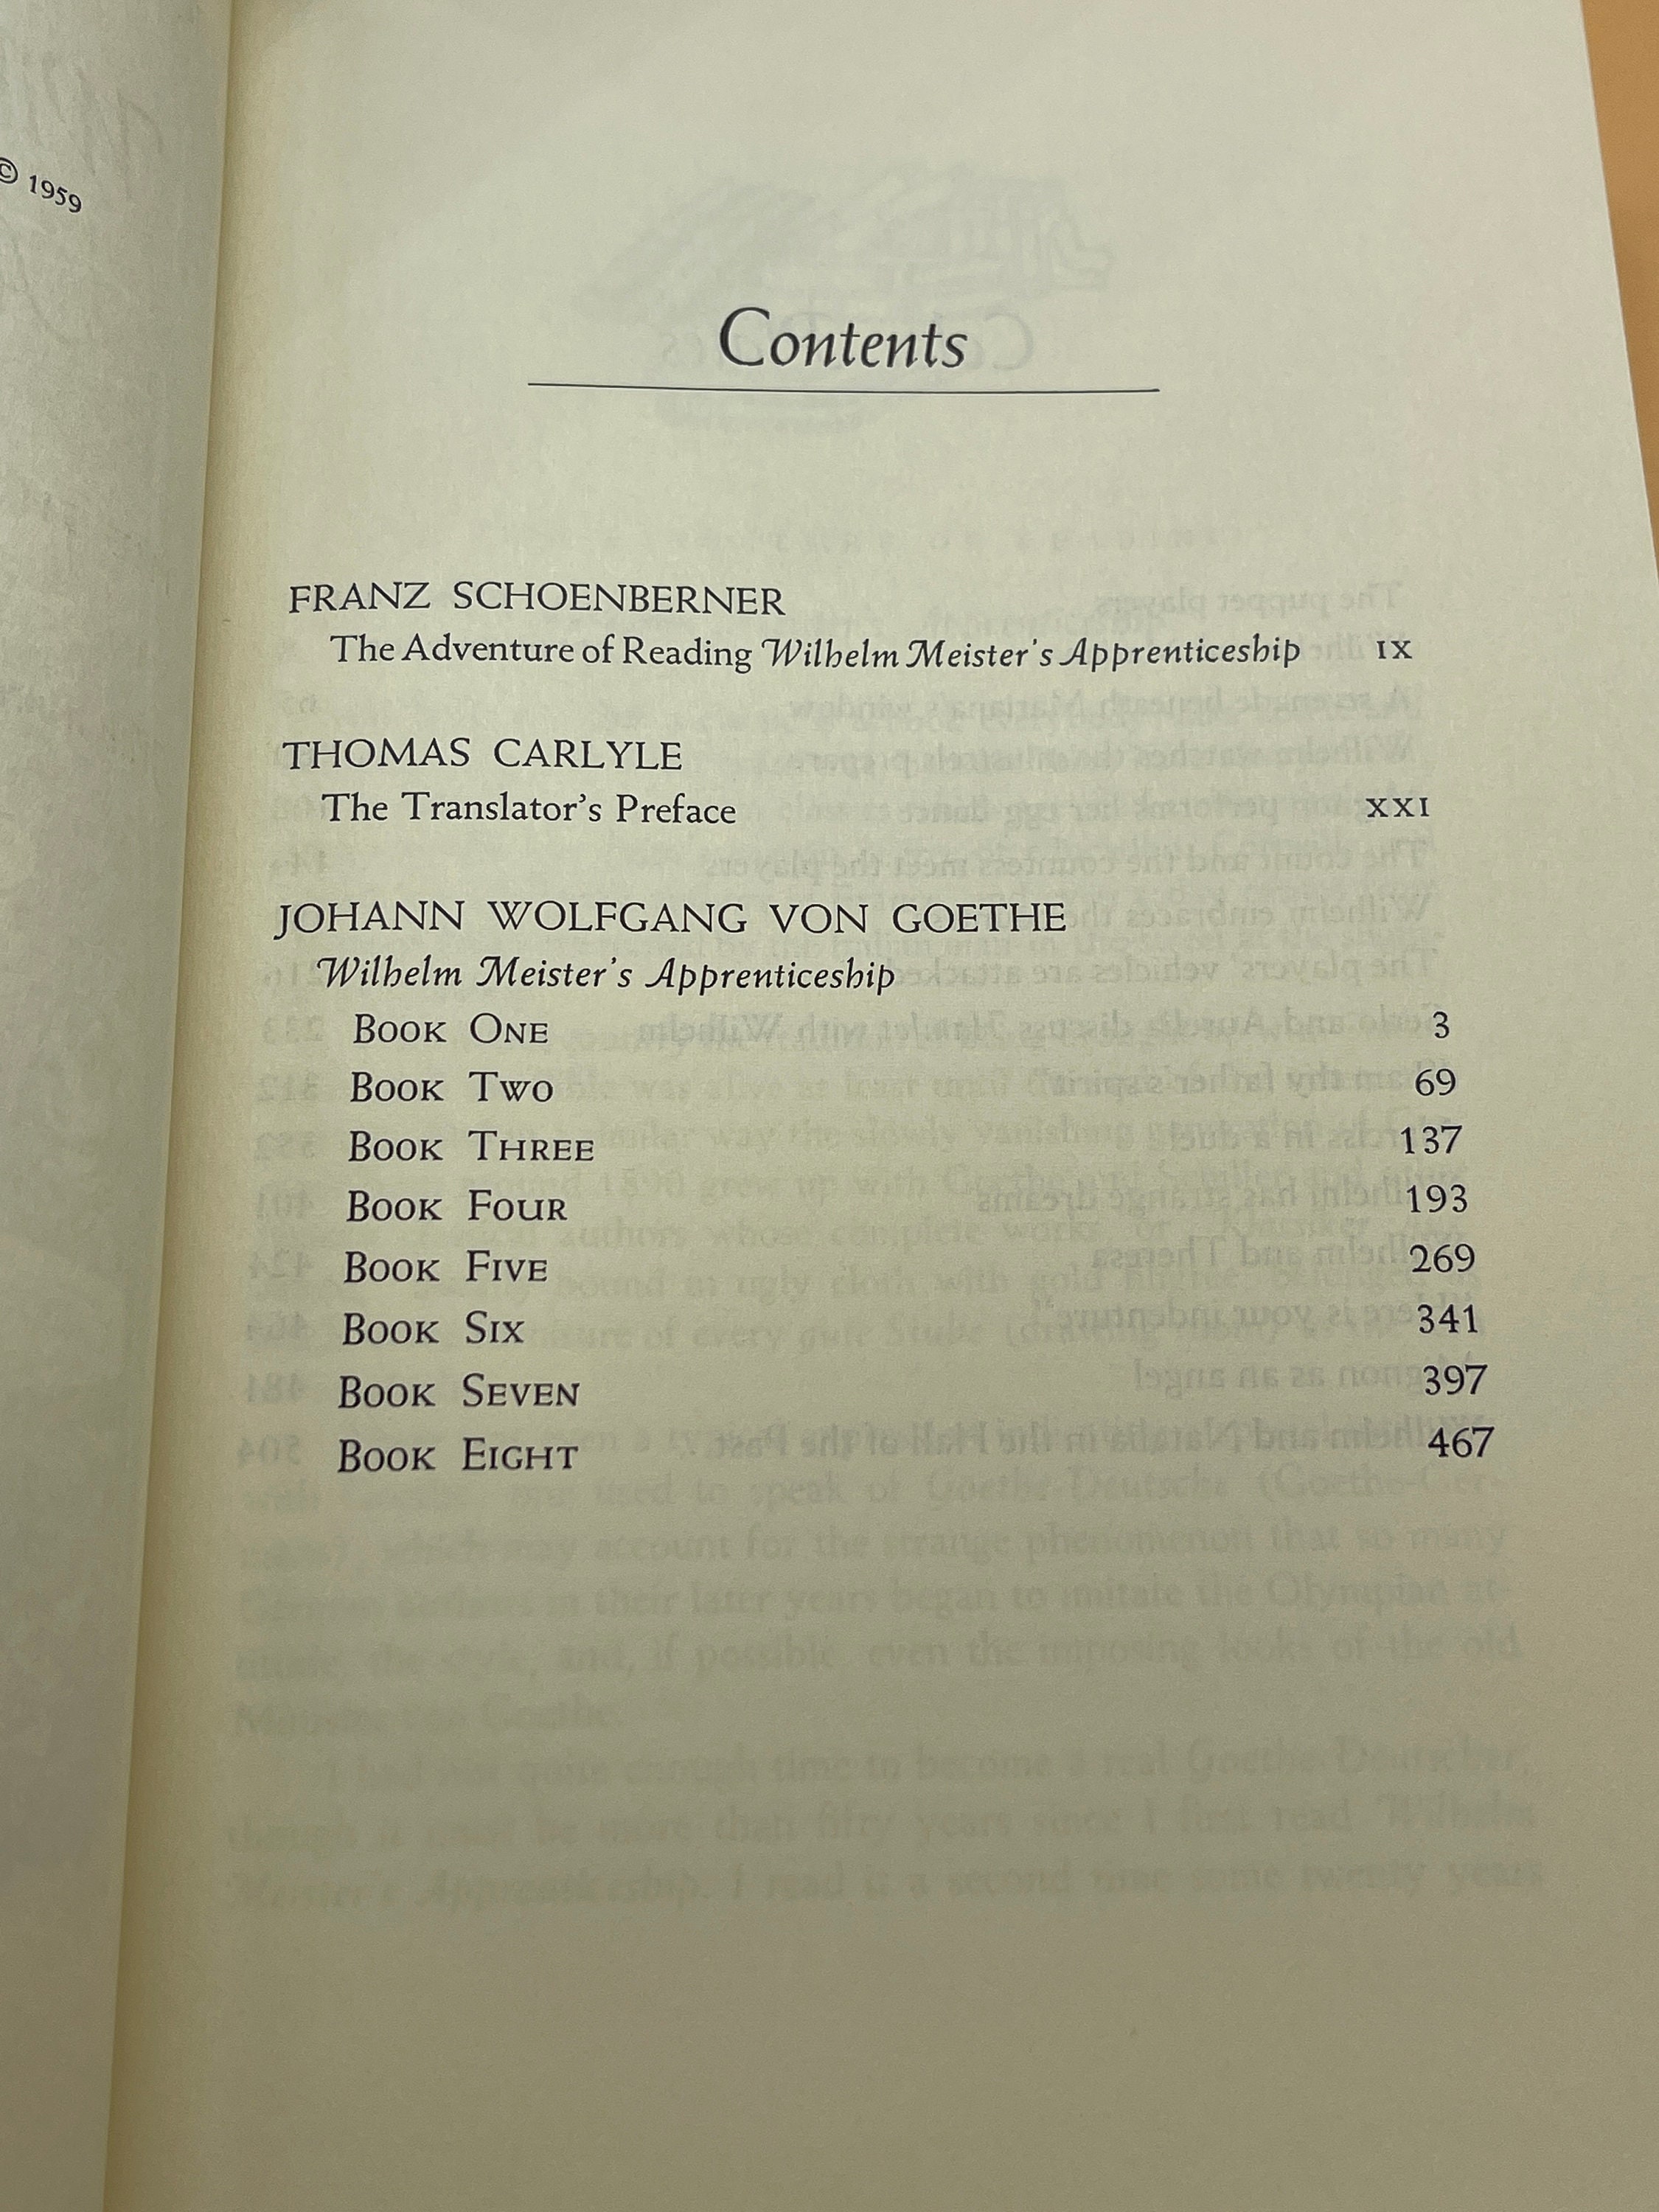 © 1959
Contents
FRANZ SCHOENBERNER
The Adventure of Reading Wilhelm Meister's Apprenticeship IX
THOMAS CARLYLE
The Translator's Preface XXI
JOHANN WOLFGANG VON GOETHE
Wilhelm Meister's Apprenticeship
BOOK ONE 3
BOOK TWO 69
BOOK THREE 137
BOOK FOUR 193
BOOK FIVE 269
BOOK SIX 341
BOOK SEVEN 397
BOOK EIGHT 467